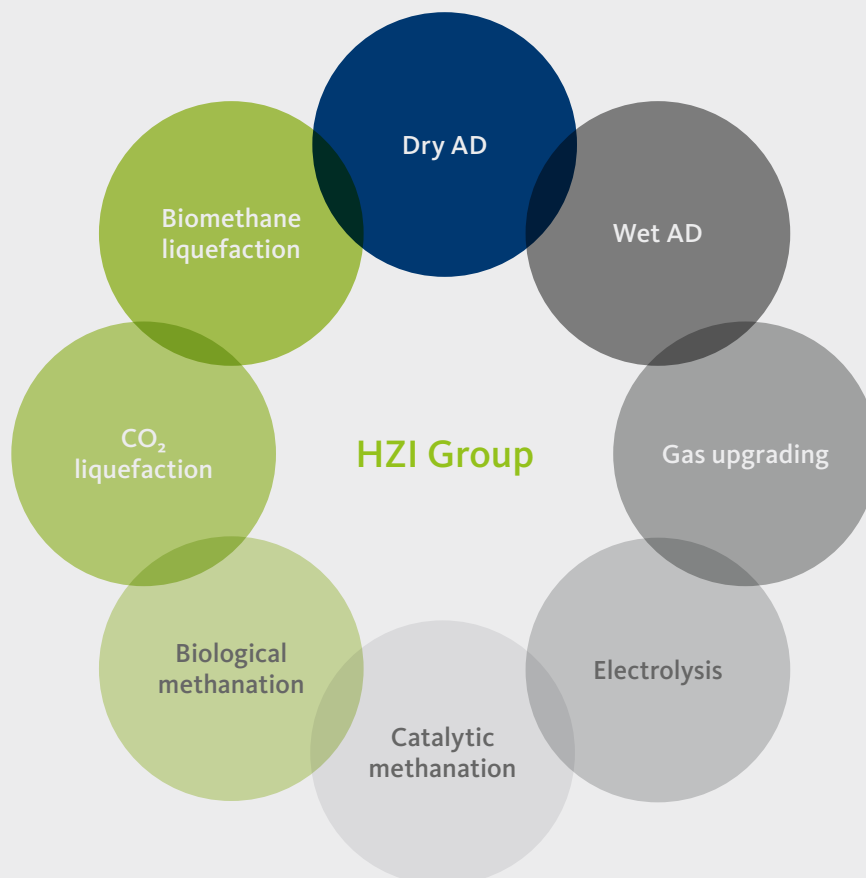 Dry AD
Biomethane
liquefaction
Wet AD
CO₂
liquefaction
HZI Group
Gas upgrading
Biological
methanation
Electrolysis
Catalytic
methanation